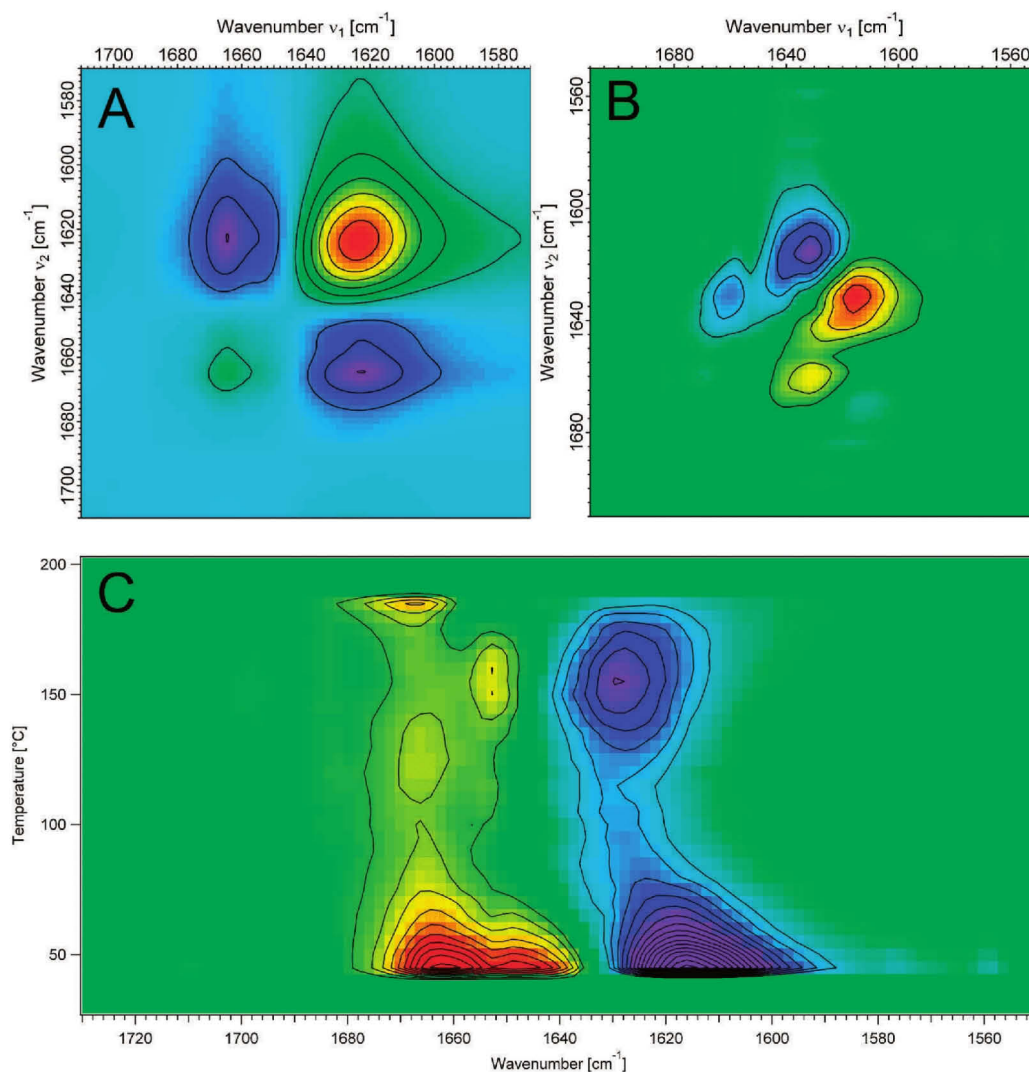 Wavenumber ν₁ [cm⁻¹]
1700 1680 1660 1640 1620 1600 1580
A
Wavenumber ν₂ [cm⁻¹]
1580
1600
1620
1640
1660
1680
1700
Wavenumber ν₁ [cm⁻¹]
1680 1640 1600 1560
B
Wavenumber ν₂ [cm⁻¹]
1560
1600
1640
1680
C
Temperature [°C]
200
150
100
50
1720 1700 1680 1660 1640 1620 1600 1580 1560
Wavenumber [cm⁻¹]